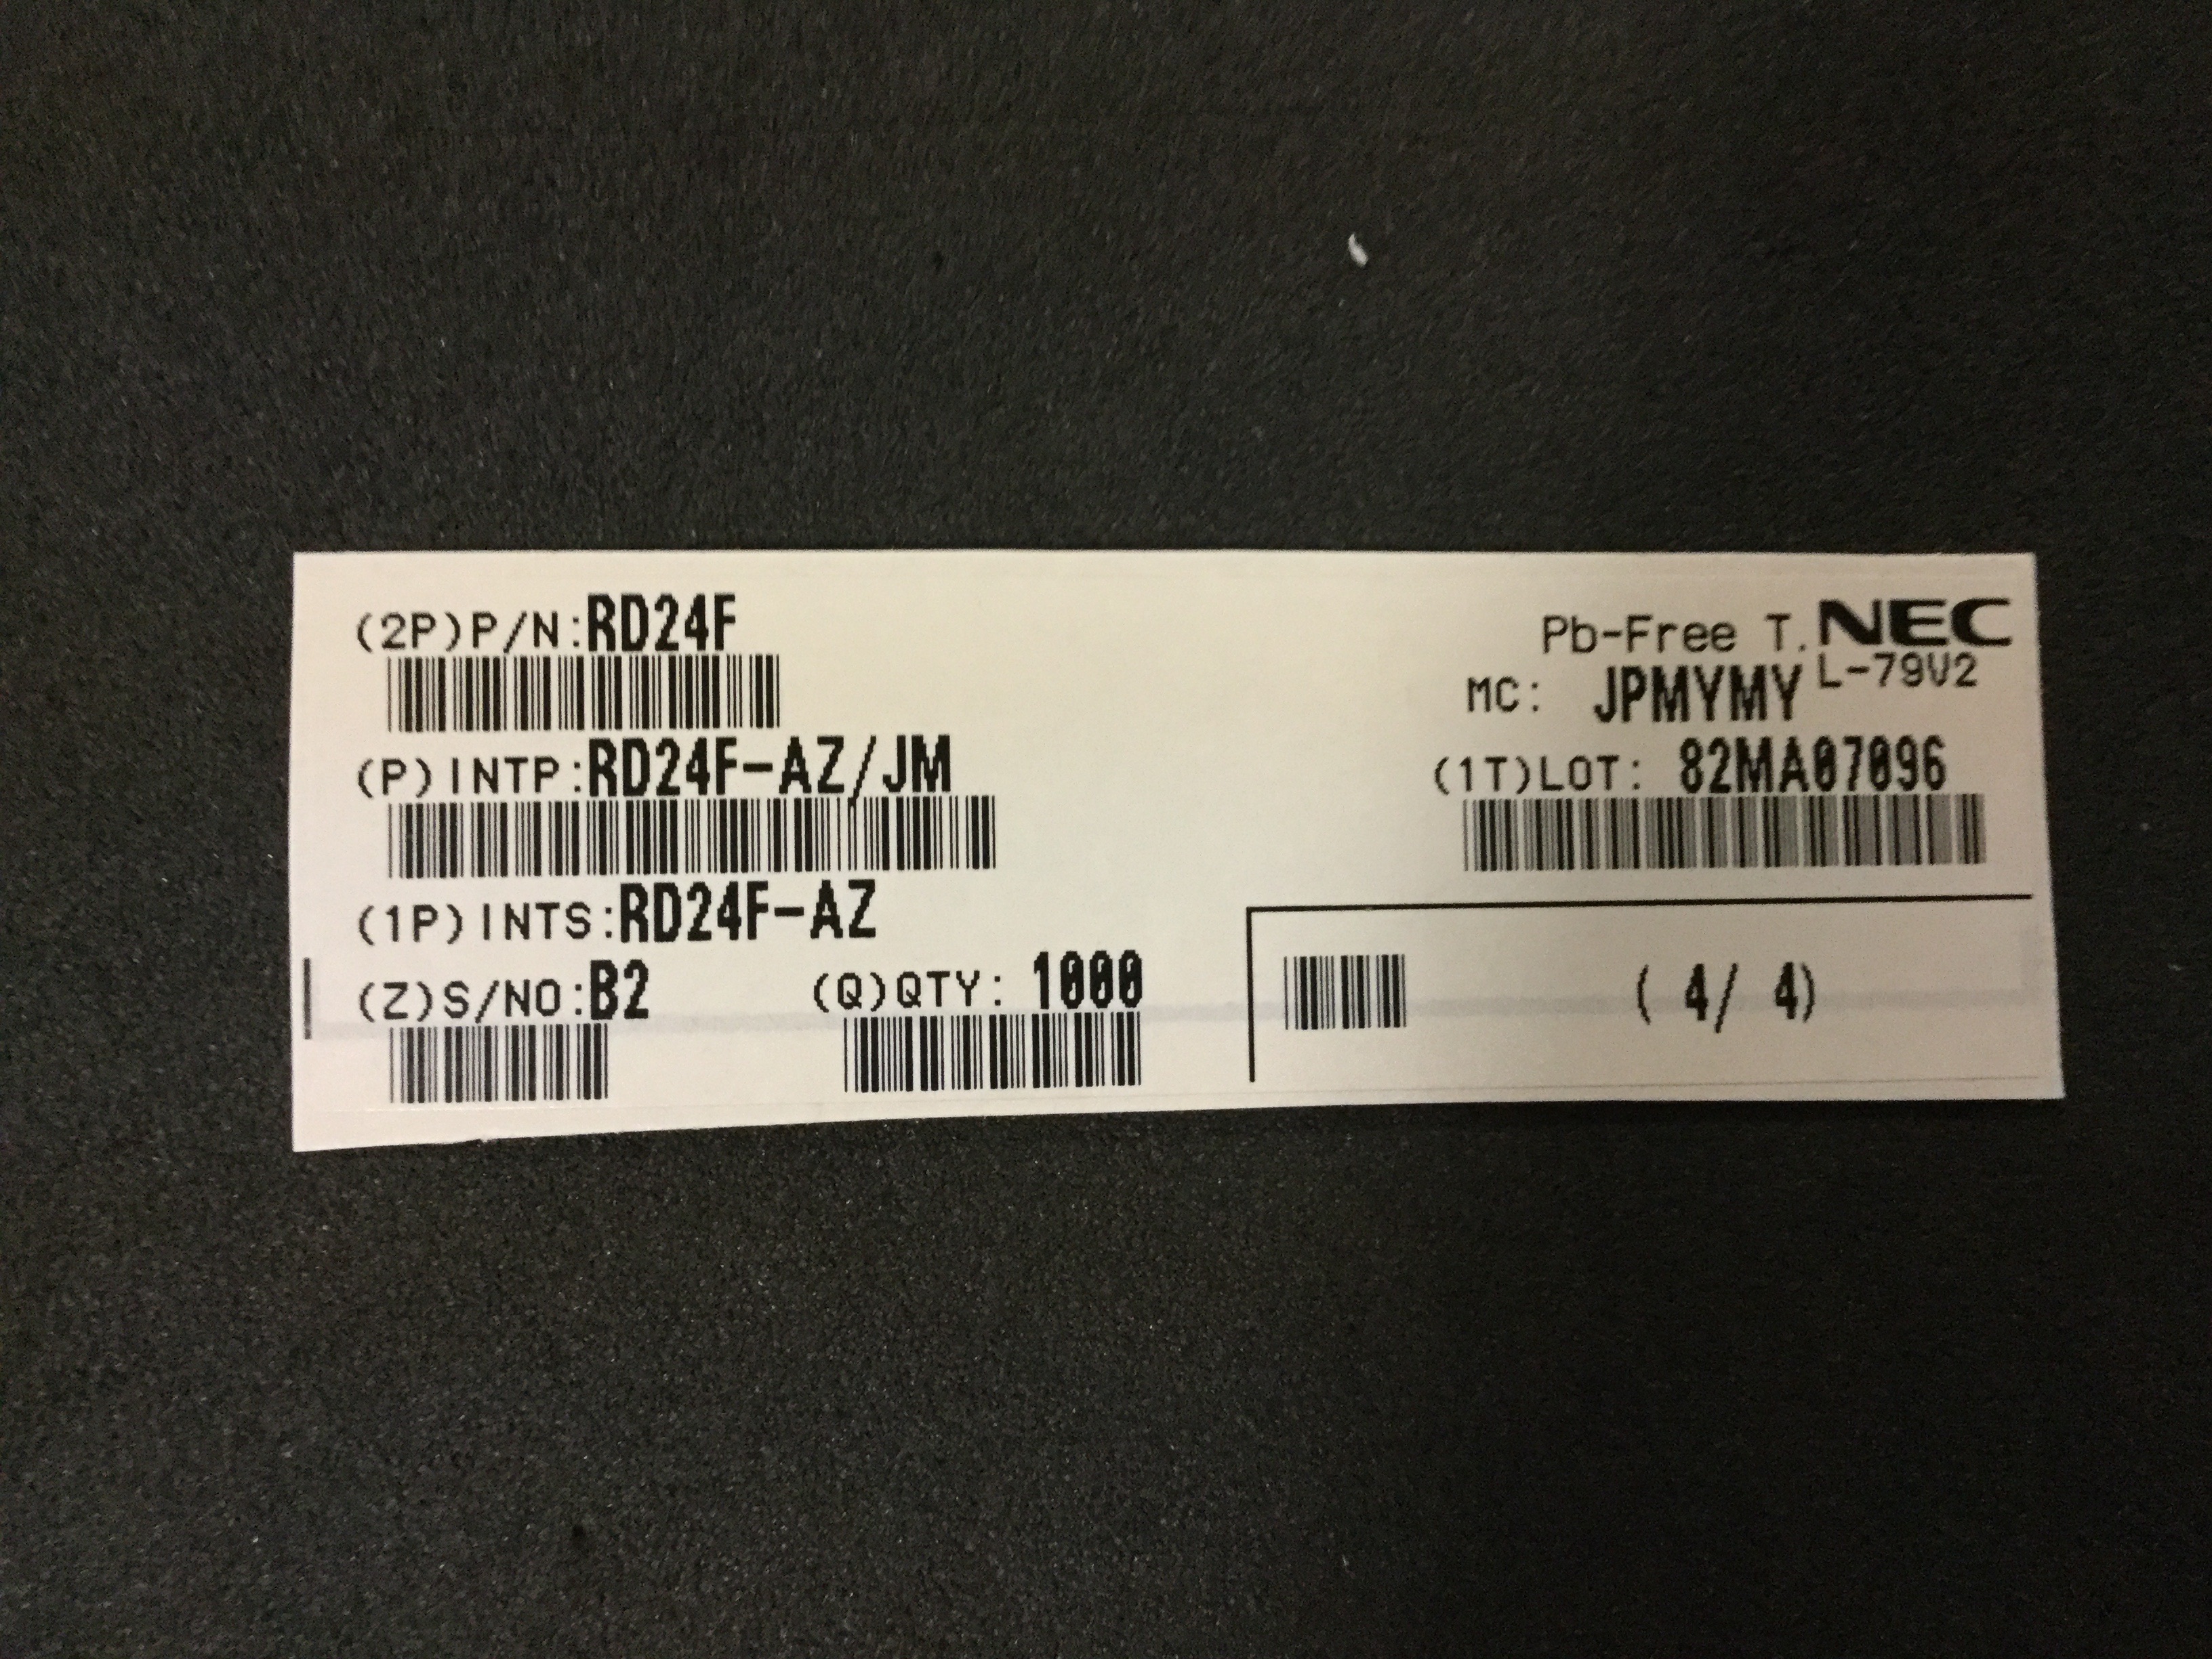 (2P)P/N:RD24F
(P)INTP:RD24F-AZ/JM
(1P)INTS:RD24F-AZ
(Z)S/NO:B2 (Q)QTY: 1000
Pb-Free T. NEC
L-79V2
MC: JPMYMY
(1T)LOT: 82MA07096
( 4/ 4)